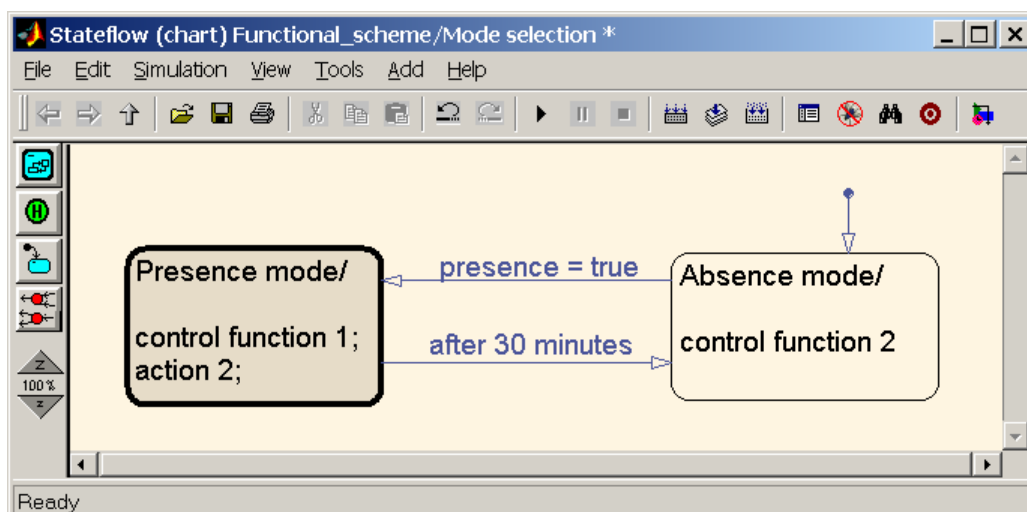 Stateflow (chart) Functional_scheme/Mode selection *
File Edit Simulation View Tools Add Help
H
Presence mode/
control function 1;
action 2;
presence = true
after 30 minutes
Absence mode/
control function 2
Z
100 %
z
Ready